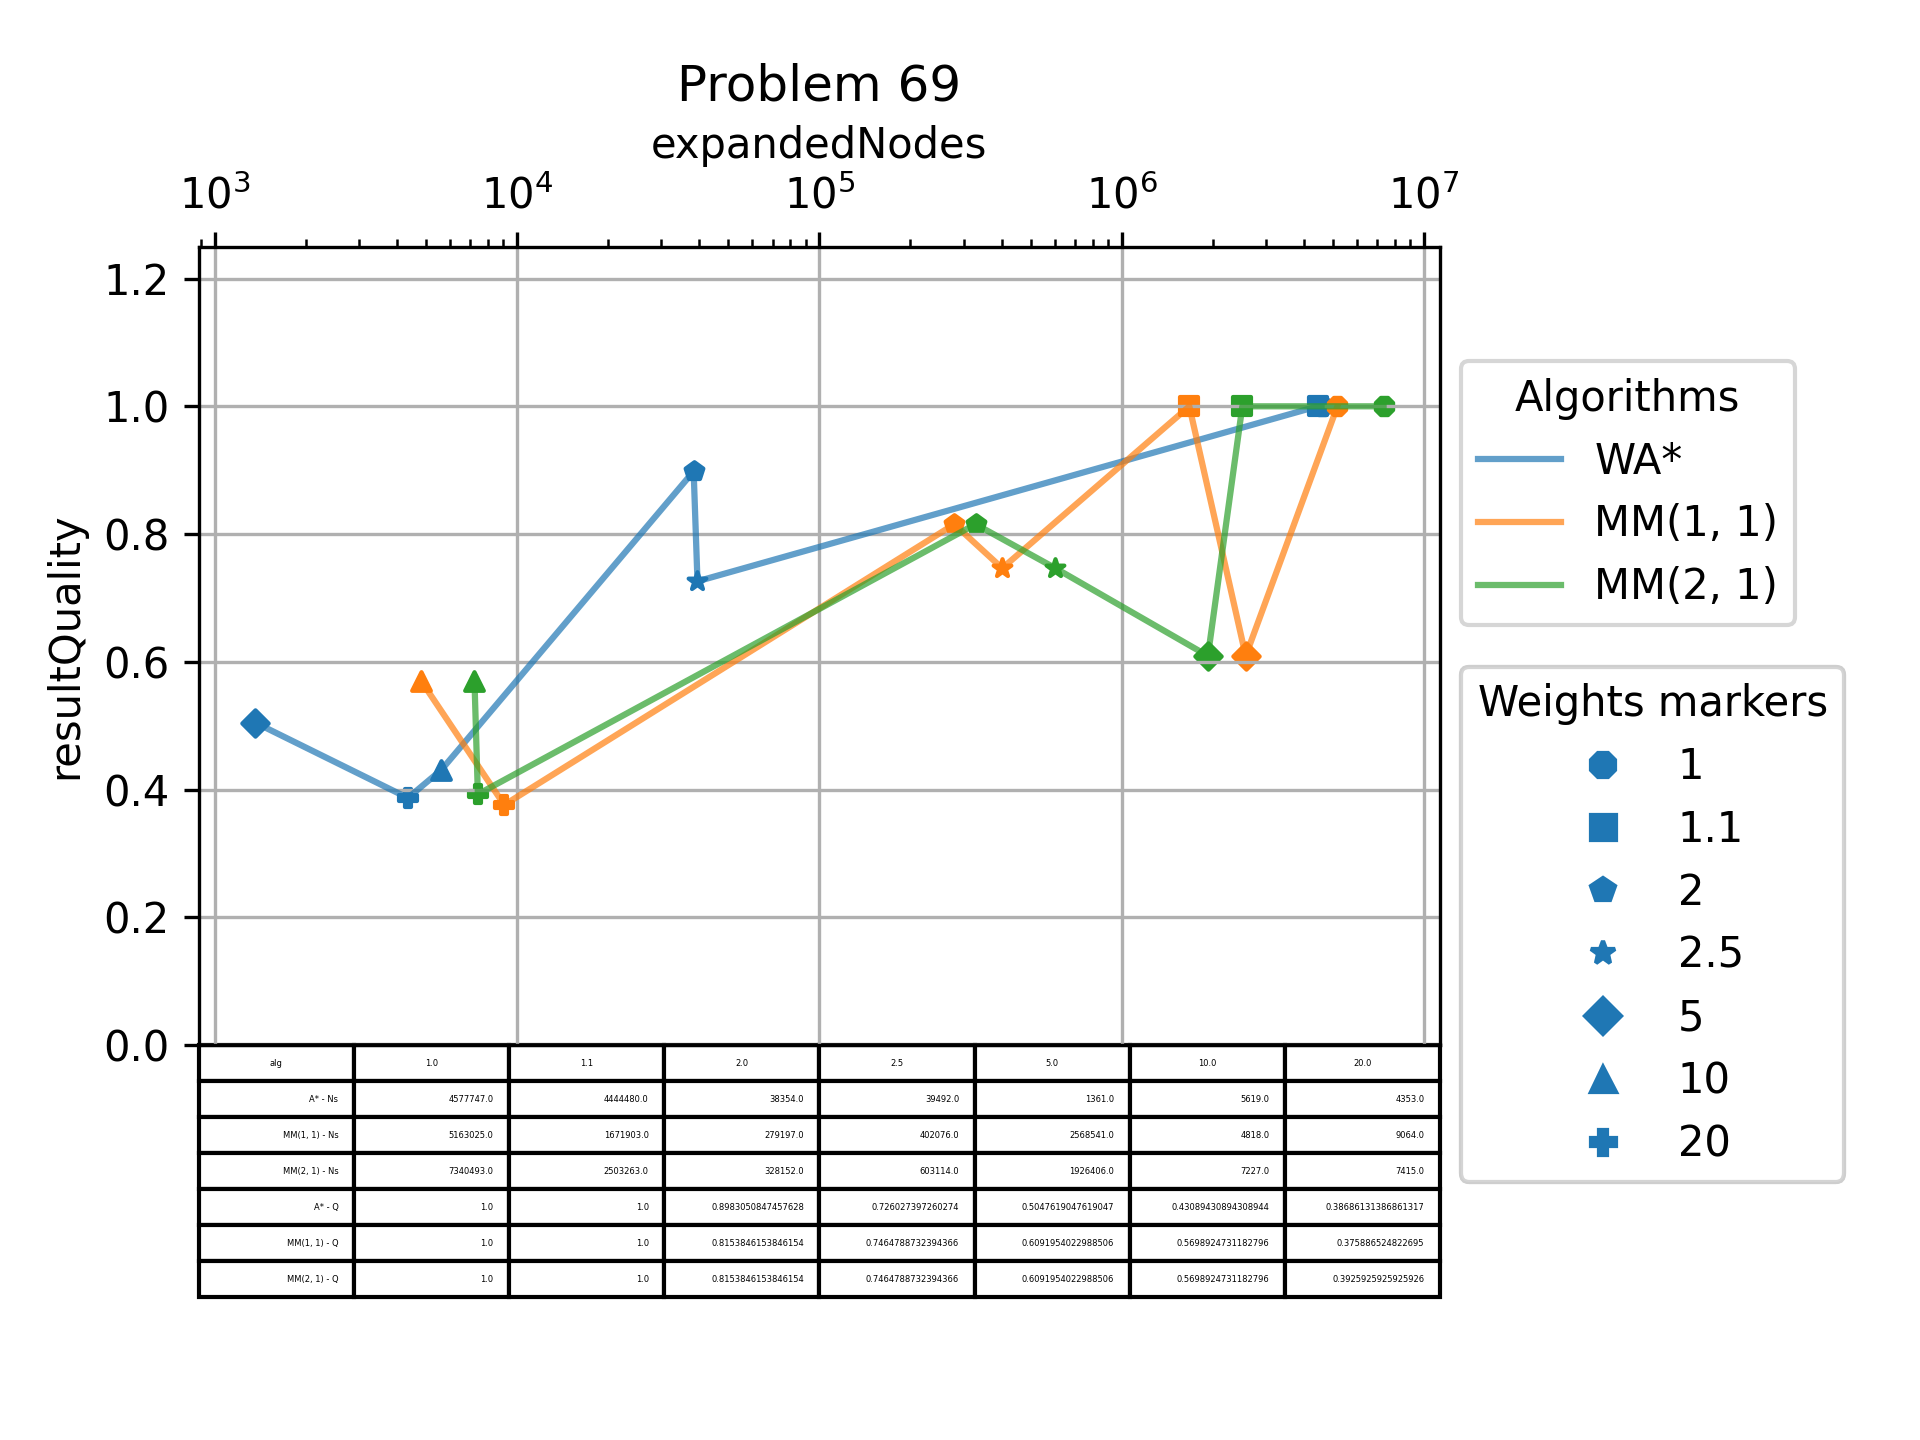 Problem 69
expandedNodes
10³ 10⁴ 10⁵ 10⁶ 10⁷
resultQuality
1.2
1.0
0.8
0.6
0.4
0.2
0.0
Algorithms
WA*
MM(1, 1)
MM(2, 1)
Weights markers
1
1.1
2
2.5
5
10
20
alg 1.0 1.1 2.0 2.5 5.0 10.0 20.0
A* - Ns 4577747.0 4444480.0 38354.0 39492.0 1361.0 5619.0 4353.0
MM(1, 1) - Ns 5163025.0 1671903.0 279197.0 402076.0 2568541.0 4818.0 9064.0
MM(2, 1) - Ns 7340493.0 2503263.0 328152.0 603114.0 1926406.0 7227.0 7415.0
A* - Q 1.0 1.0 0.8983050847457628 0.726027397260274 0.5047619047619047 0.43089430894308944 0.38686131386861317
MM(1, 1) - Q 1.0 1.0 0.8153846153846154 0.7464788732394366 0.6091954022988506 0.5698924731182796 0.375886524822695
MM(2, 1) - Q 1.0 1.0 0.8153846153846154 0.7464788732394366 0.6091954022988506 0.5698924731182796 0.3925925925925926